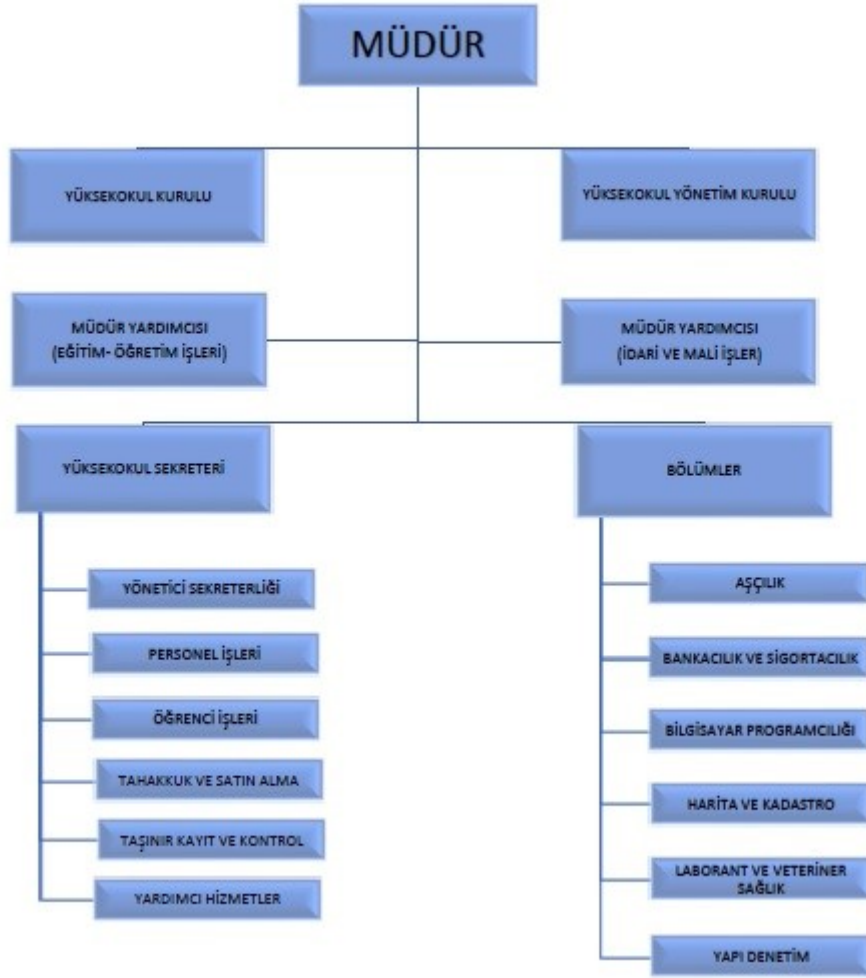 MÜDÜR
YÜKSEKOKUL KURULU
YÜKSEKOKUL YÖNETİM KURULU
MÜDÜR YARDIMCISI
(EĞİTİM- ÖĞRETİM İŞLERİ)
MÜDÜR YARDIMCISI
(İDARİ VE MALİ İŞLER)
YÜKSEKOKUL SEKRETERİ
YÖNETİCİ SEKRETERLİĞİ
PERSONEL İŞLERİ
ÖĞRENCİ İŞLERİ
TAHAKKUK VE SATIN ALMA
TAŞINIR KAYIT VE KONTROL
YARDIMCI HİZMETLER
BÖLÜMLER
AŞÇILIK
BANKACILIK VE SİGORTACILIK
BİLGİSAYAR PROGRAMCILIĞI
HARİTA VE KADASTRO
LABORANT VE VETERİNER
SAĞLIK
YAPI DENETİM